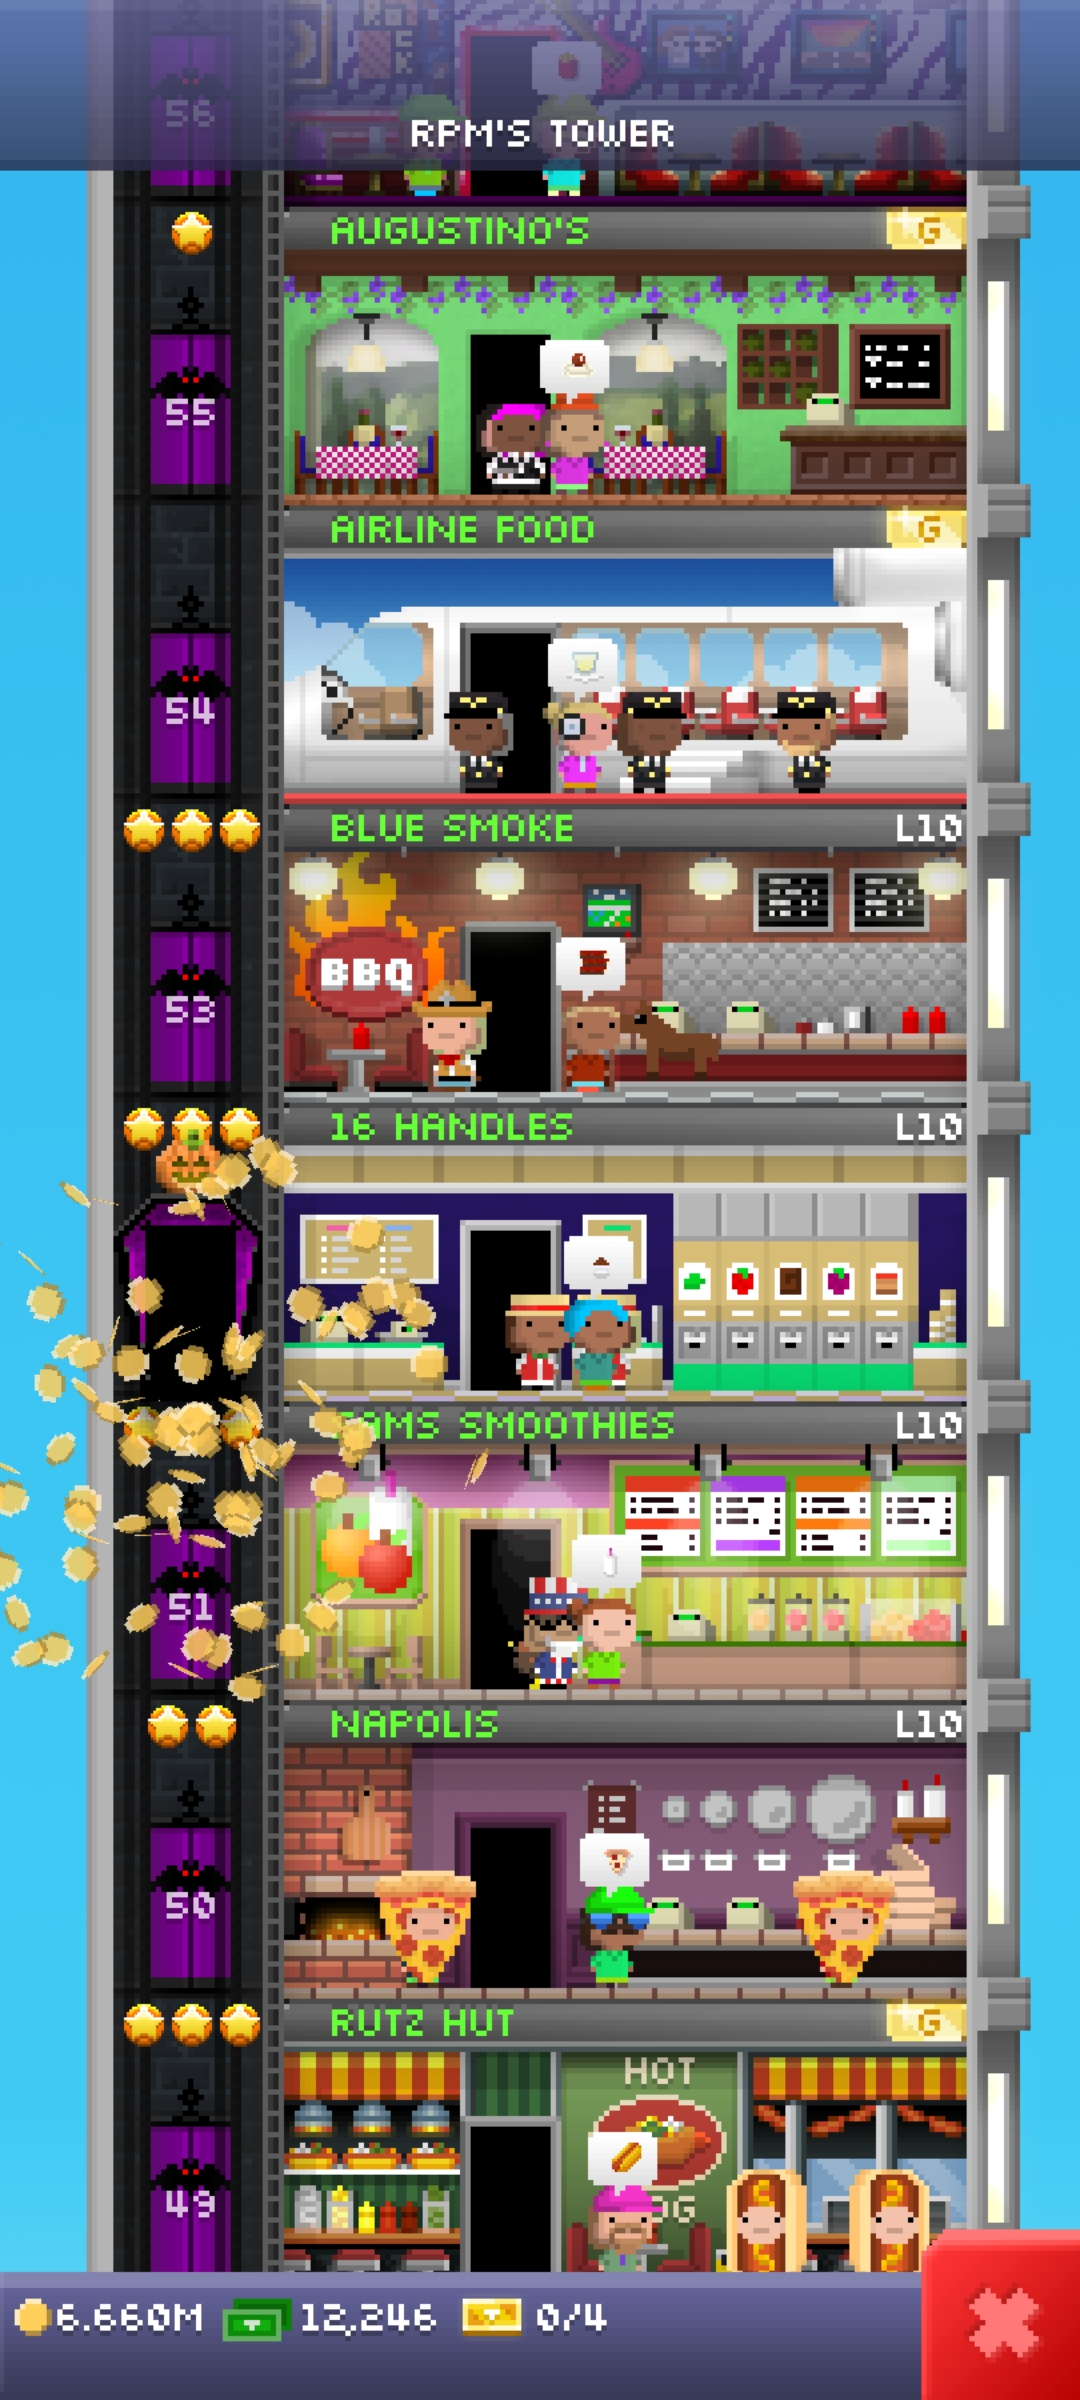 56
RPM'S TOWER
AUGUSTINO'S G
55
AIRLINE FOOD G
54
BLUE SMOKE L10
BBQ
53
16 HANDLES L10
AMS SMOOTHIES L10
51
NAPOLIS L10
50
RUTZ HUT G
HOT
OG
49
6.660M 12,246 0/4